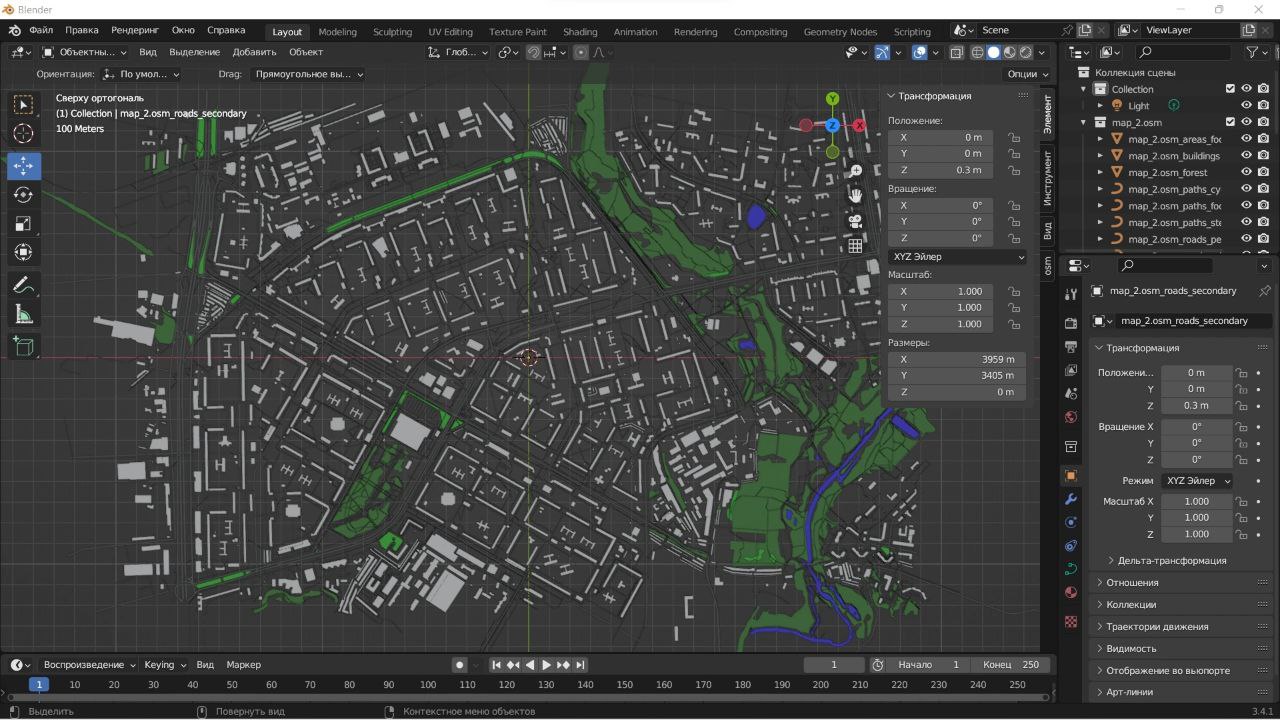 Blender
Файл Правка Рендеринг Окно Справка Layout Modeling Sculpting UV Editing Texture Paint Shading Animation Rendering Compositing Geometry Nodes Scripting Scene ViewLayer
Объектны... Вид Выделение Добавить Объект Глоб...
Ориентация: По умол... Drag: Прямоугольное вы... Опции
Сверху ортогональ
(1) Collection | map_2.osm_roads_secondary
100 Meters
Y
Z
X
Трансформация
Положение:
X 0 m
Y 0 m
Z 0.3 m
Вращение:
X 0°
Y 0°
Z 0°
XYZ Эйлер
Масштаб:
X 1.000
Y 1.000
Z 1.000
Размеры:
X 3959 m
Y 3405 m
Z 0 m
Элемент
Инструмент
Вид
osm
Коллекция сцены
Collection
Light
map_2.osm
map_2.osm_areas_foo
map_2.osm_buildings
map_2.osm_forest
map_2.osm_paths_cy
map_2.osm_paths_foo
map_2.osm_paths_ste
map_2.osm_roads_pe
map_2.osm_roads_secondary
map_2.osm_roads_secondary
Трансформация
Положени... 0 m
Y 0 m
Z 0.3 m
Вращение X 0°
Y 0°
Z 0°
Режим XYZ Эйлер
Масштаб X 1.000
Y 1.000
Z 1.000
Дельта-трансформация
Отношения
Коллекции
Траектории движения
Видимость
Отображение во вьюпорте
Арт-линии
Воспроизведение Keying Вид Маркер 1 Начало 1 Конец 250
1 10 20 30 40 50 60 70 80 90 100 110 120 130 140 150 160 170 180 190 200 210 220 230 240 250
Выделить Повернуть вид Контекстное меню объектов 3.4.1